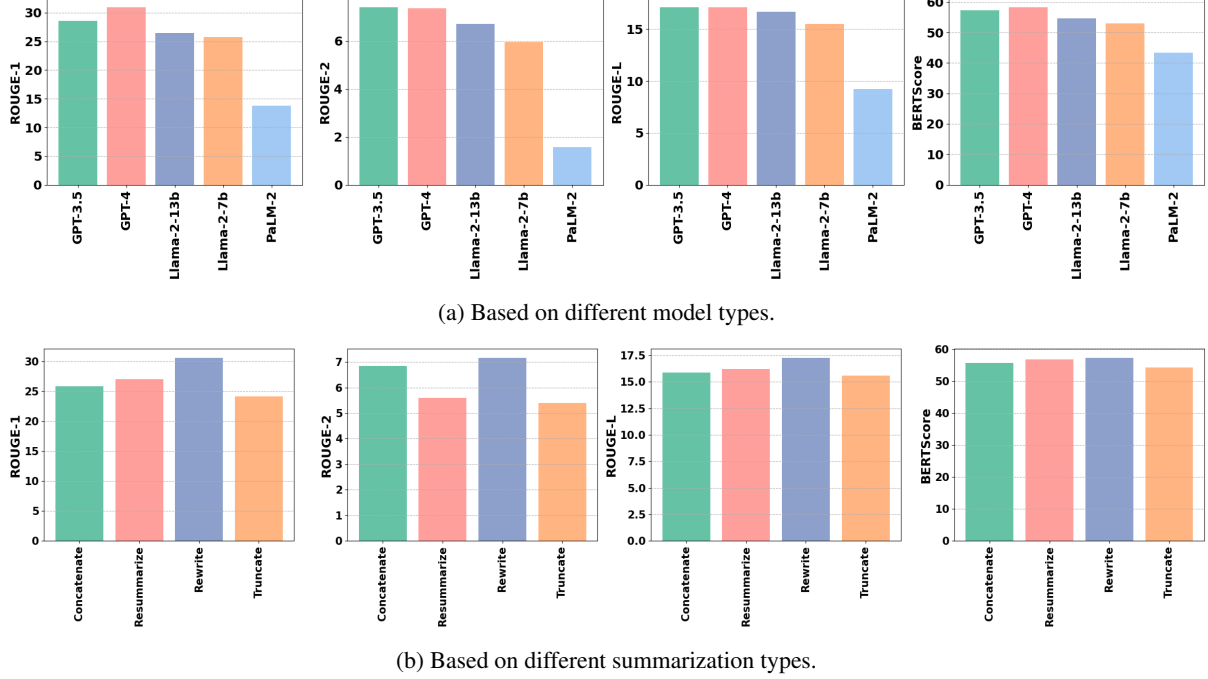 30
25
20
15
10
5
0
ROUGE-1
GPT-3.5
GPT-4
Llama-2-13b
Llama-2-7b
PaLM-2
6
4
2
0
ROUGE-2
GPT-3.5
GPT-4
Llama-2-13b
Llama-2-7b
PaLM-2
15
10
5
0
ROUGE-L
GPT-3.5
GPT-4
Llama-2-13b
Llama-2-7b
PaLM-2
60
50
40
30
20
10
0
BERTScore
GPT-3.5
GPT-4
Llama-2-13b
Llama-2-7b
PaLM-2
(a) Based on different model types.
30
25
20
15
10
5
0
ROUGE-1
Concatenate
Resummarize
Rewrite
Truncate
7
6
5
4
3
2
1
0
ROUGE-2
Concatenate
Resummarize
Rewrite
Truncate
17.5
15.0
12.5
10.0
7.5
5.0
2.5
0.0
ROUGE-L
Concatenate
Resummarize
Rewrite
Truncate
60
50
40
30
20
10
0
BERTScore
Concatenate
Resummarize
Rewrite
Truncate
(b) Based on different summarization types.